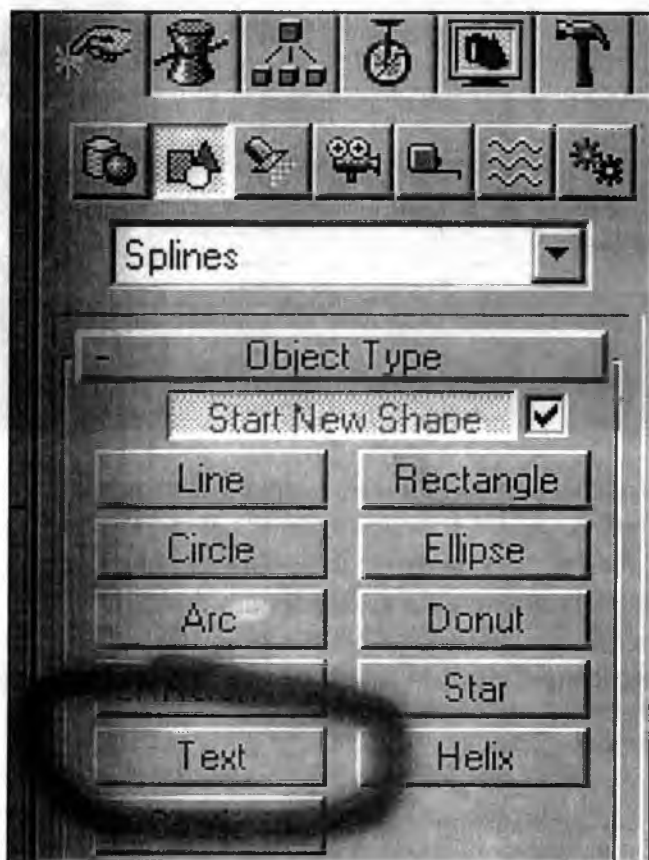 Splines
- Object Type
Start New Shape
Line Rectangle
Circle Ellipse
Arc Donut
Star
Text Helix